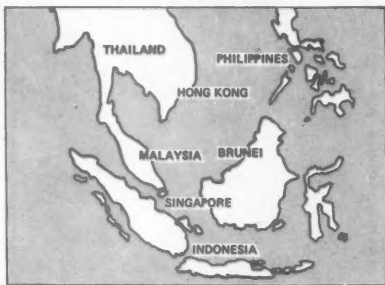 THAILAND
PHILIPPINES
HONG KONG
MALAYSIA
BRUNEI
SINGAPORE
INDONESIA